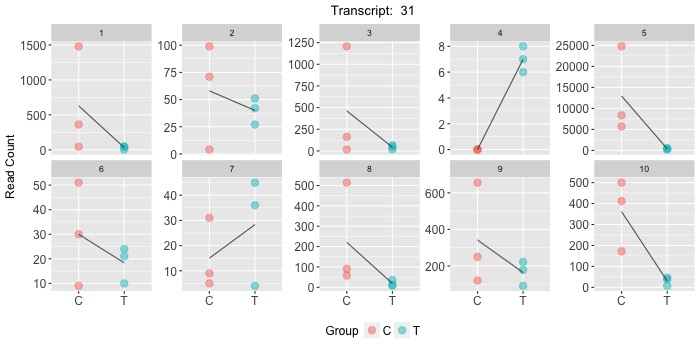 Transcript: 31
1 2 3 4 5
1500 100 1250 8 25000
1000 75 1000 6 20000
750 15000
50 4
500 500 10000
25 250 2 5000
0 0 0 0 0
Read Count
6 7 8 9 10
50 500 500
40 40 400 600 400
30 30 300 300
20 20 200 400 200
10 10 100 200 100
0 0
C T C T C T C T C T
Group C T